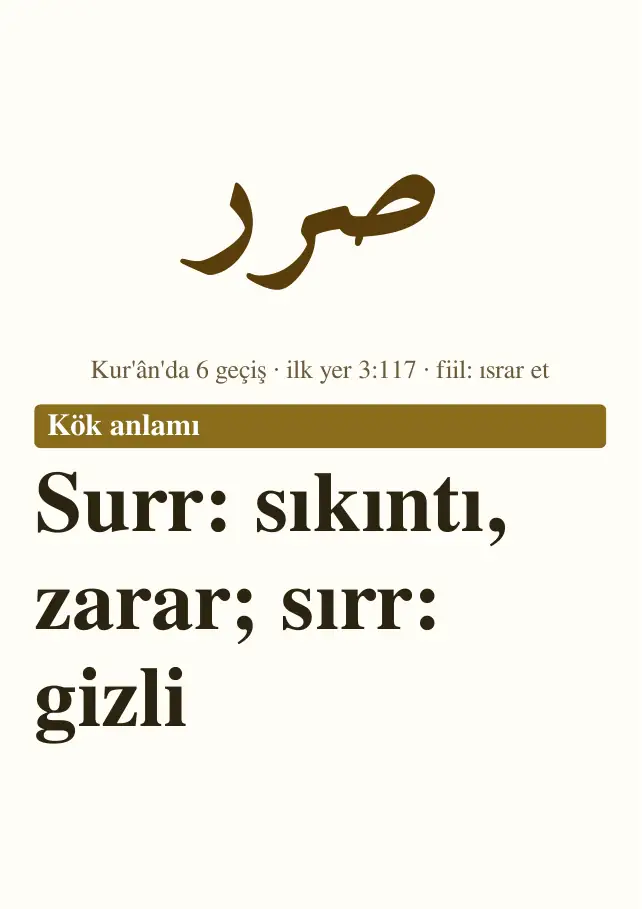 صرر
Kur'ân'da 6 geçiş · ilk yer 3:117 · fiil: ısrar et
Kök anlamı
Surr: sıkıntı,
zarar; sırr:
gizli